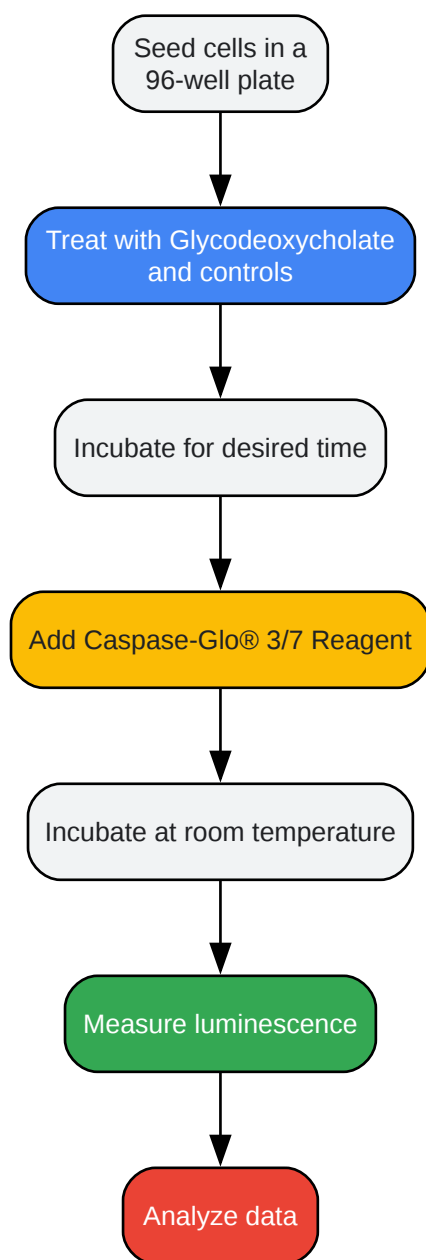 Seed cells in a
96-well plate
Treat with Glycodeoxycholate
and controls
Incubate for desired time
Add Caspase-Glo® 3/7 Reagent
Incubate at room temperature
Measure luminescence
Analyze data